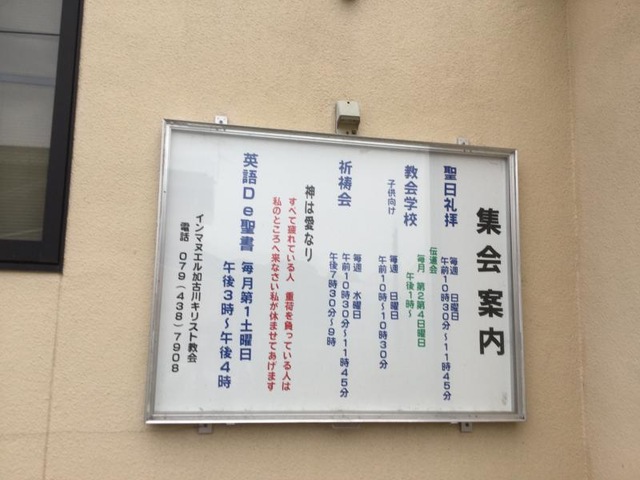 集会案内
聖日礼拝
毎週 日曜日
午前10時30分～11時45分
伝道会
毎月 第2第4日曜日
午後1時～
教会学校
子供向け
毎週 日曜日
午前10時～10時30分
祈祷会
毎週 水曜日
午前10時30分～11時45分
午後7時30分～9時
神は愛なり
すべて疲れている人 重荷を負っている人は
私のところへ来なさい私が休ませてあげます
英語De聖書 毎月第1土曜日
午後3時～午後4時
インマヌエル加古川キリスト教会
電話 079(438)7908